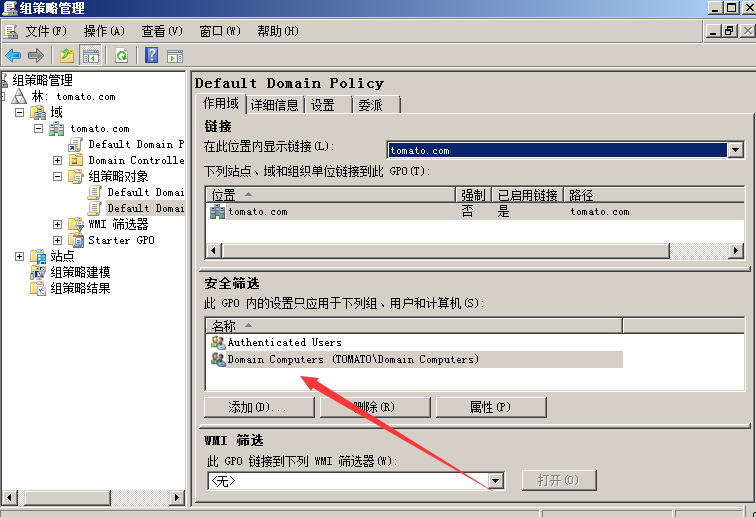 组策略管理
文件(F) 操作(A) 查看(V) 窗口(W) 帮助(H)
组策略管理
林: tomato.com
域
tomato.com
Default Domain P
Domain Controlle
组策略对象
Default Domai
Default Domai
WMI 筛选器
Starter GPO
站点
组策略建模
组策略结果
Default Domain Policy
作用域 详细信息 设置 委派
链接
在此位置内显示链接(L): tomato.com
下列站点、域和组织单位链接到此 GPO(T):
位置 强制 已启用链接 路径
tomato.com 否 是 tomato.com
安全筛选
此 GPO 内的设置只应用于下列组、用户和计算机(S):
名称
Authenticated Users
Domain Computers (TOMATO\Domain Computers)
添加(D)... 删除(R) 属性(P)
WMI 筛选
此 GPO 链接到下列 WMI 筛选器(W):
<无> 打开(O)